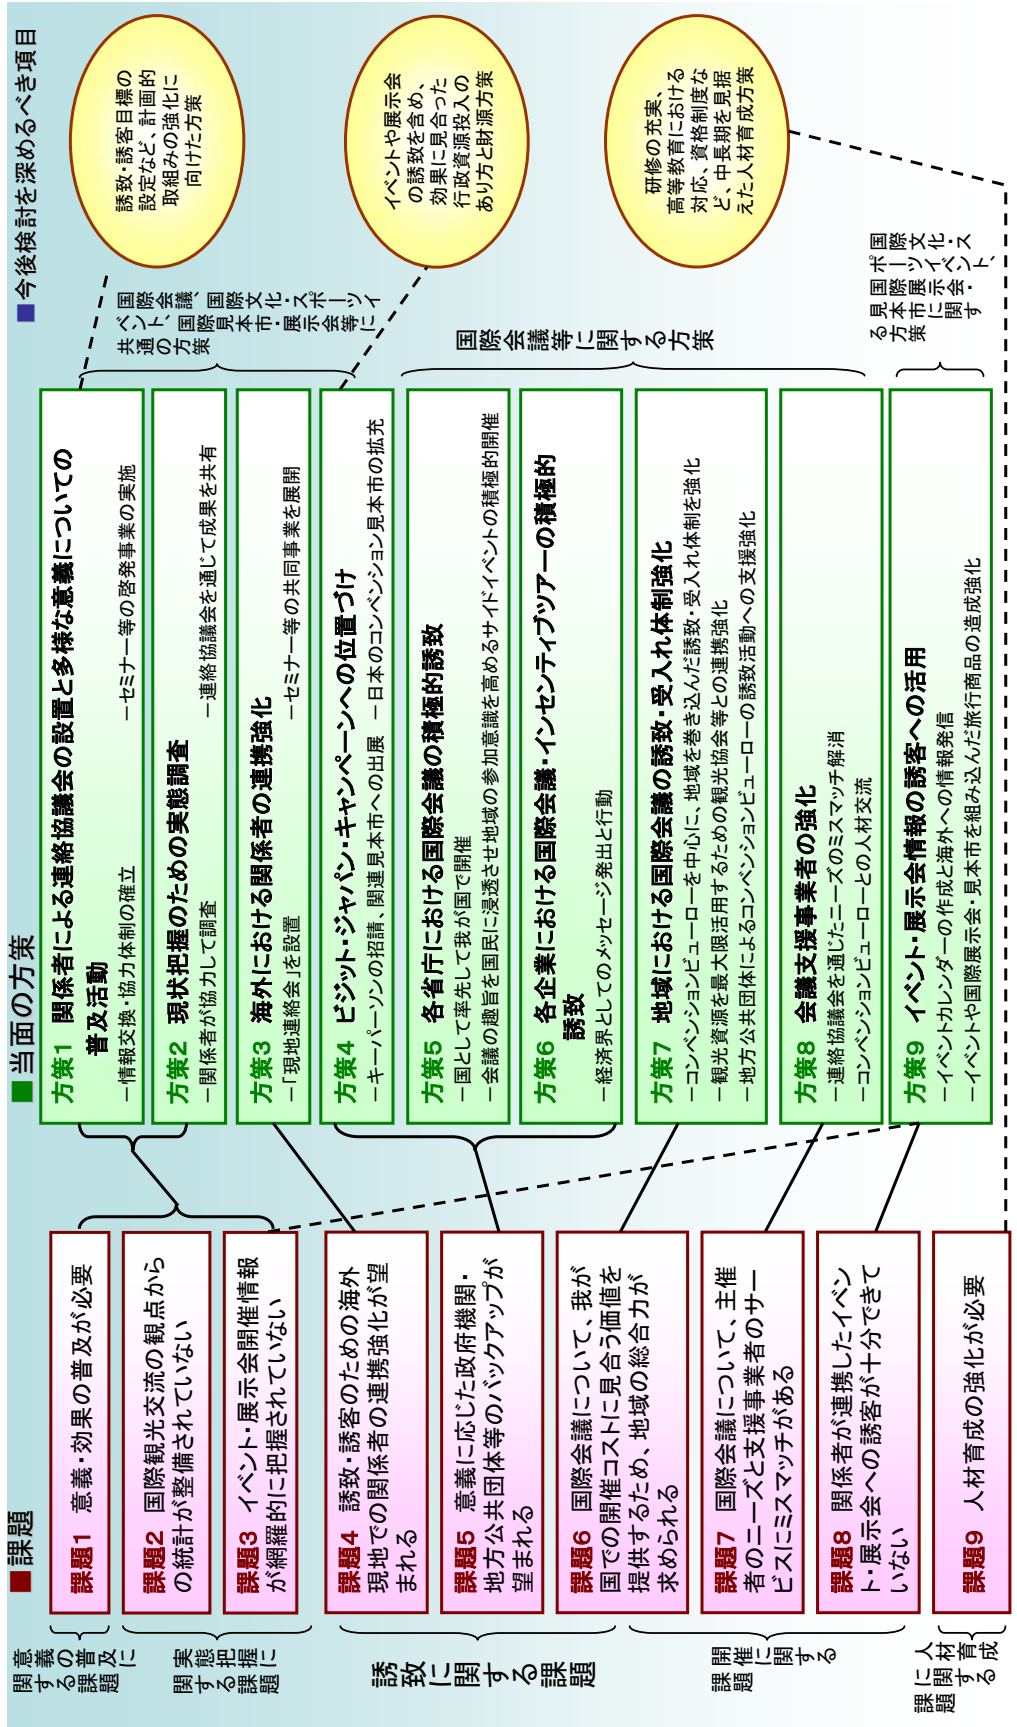 ■課題
意義の普及に
関する課題
課題1 意義・効果の普及が必要
実態把握に
関する課題
課題2 国際観光交流の観点から
の統計が整備されていない
課題3 イベント・展示会開催情報
が網羅的に把握されていない
誘致に関する課題
課題4 誘致・誘客のための海外
現地での関係者の連携強化が望
まれる
課題5 意義に応じた政府機関・
地方公共団体等のバックアップが
望まれる
課題6 国際会議について、我が
国での開催コストに見合う価値を
提供するため、地域の総合力が
求められる
開催に関する
課題
課題7 国際会議について、主催
者のニーズと支援事業者のサー
ビスにミスマッチがある
課題8 関係者が連携したイベン
ト・展示会への誘客が十分できて
いない
人材育成
に関する
課題
課題9 人材育成の強化が必要
■当面の方策
方策1 関係者による連絡協議会の設置と多様な意義についての
普及活動
－情報交換・協力体制の確立 －セミナー等の啓発事業の実施
方策2 現状把握のための実態調査
－関係者が協力して調査 －連絡協議会を通じて成果を共有
方策3 海外における関係者の連携強化
－「現地連絡会」を設置 －セミナー等の共同事業を展開
方策4 ビジット・ジャパン・キャンペーンへの位置づけ
－キーパーソンの招請、関連見本市への出展 －日本のコンベンション見本市の拡充
方策5 各省庁における国際会議の積極的誘致
－国として率先して我が国で開催
－会議の趣旨を国民に浸透させ地域の参加意識を高めるサイドイベントの積極的開催
方策6 各企業における国際会議・インセンティブツアーの積極的
誘致
－経済界としてのメッセージ発出と行動
方策7 地域における国際会議の誘致・受入れ体制強化
－コンベンションビューローを中心に、地域を巻き込んだ誘致・受入れ体制を強化
－観光資源を最大限活用するための観光協会等との連携強化
－地方公共団体によるコンベンションビューローの誘致活動への支援強化
方策8 会議支援事業者の強化
－連絡協議会を通じたニーズのミスマッチ解消
－コンベンションビューローとの人材交流
方策9 イベント・展示会情報の誘客への活用
－イベントカレンダーの作成と海外への情報発信
－イベントや国際展示会・見本市を組み込んだ旅行商品の造成強化
国際会議、国際文化・スポーツイ
ベント、国際見本市・展示会等に
共通の方策
国際会議等に関する方策
国際文化・ス
ポーツイベント、
国際展示会・
見本市に関す
る方策
■今後検討を深めるべき項目
誘致・誘客目標の
設定など、計画的
取組みの強化に
向けた方策
イベントや展示会
の誘致を含め、
効果に見合った
行政資源投入の
あり方と財源方策
研修の充実、
高等教育における
対応、資格制度な
ど、中長期を見据
えた人材育成方策